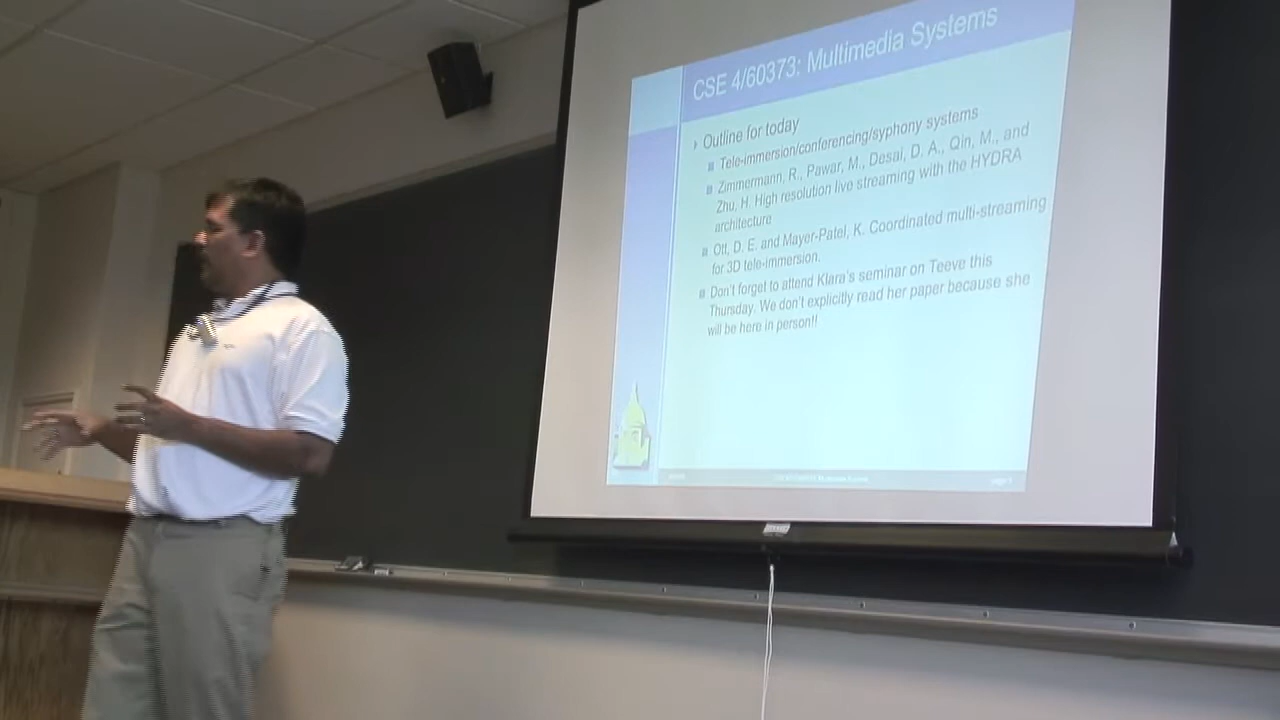 CSE 4/60373: Multimedia Systems
Outline for today
Tele-immersion/conferencing/syphony systems
Zimmermann, R., Pawar, M., Desai, D. A., Qin, M., and
Zhu, H. High resolution live streaming with the HYDRA
architecture
Ott, D. E. and Mayer-Patel, K. Coordinated multi-streaming
for 3D tele-immersion.
Don't forget to attend Klara's seminar on Teeve this
Thursday. We don't explicitly read her paper because she
will be here in person!!